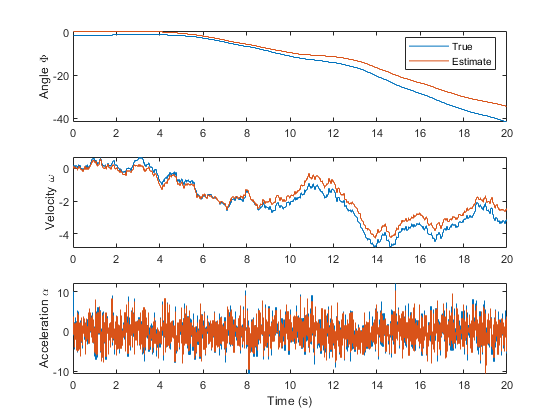 0
-20
-40
Angle Φ
True
Estimate
0 2 4 6 8 10 12 14 16 18 20
0
-2
-4
Velocity ω
0 2 4 6 8 10 12 14 16 18 20
10
0
-10
Acceleration α
0 2 4 6 8 10 12 14 16 18 20
Time (s)